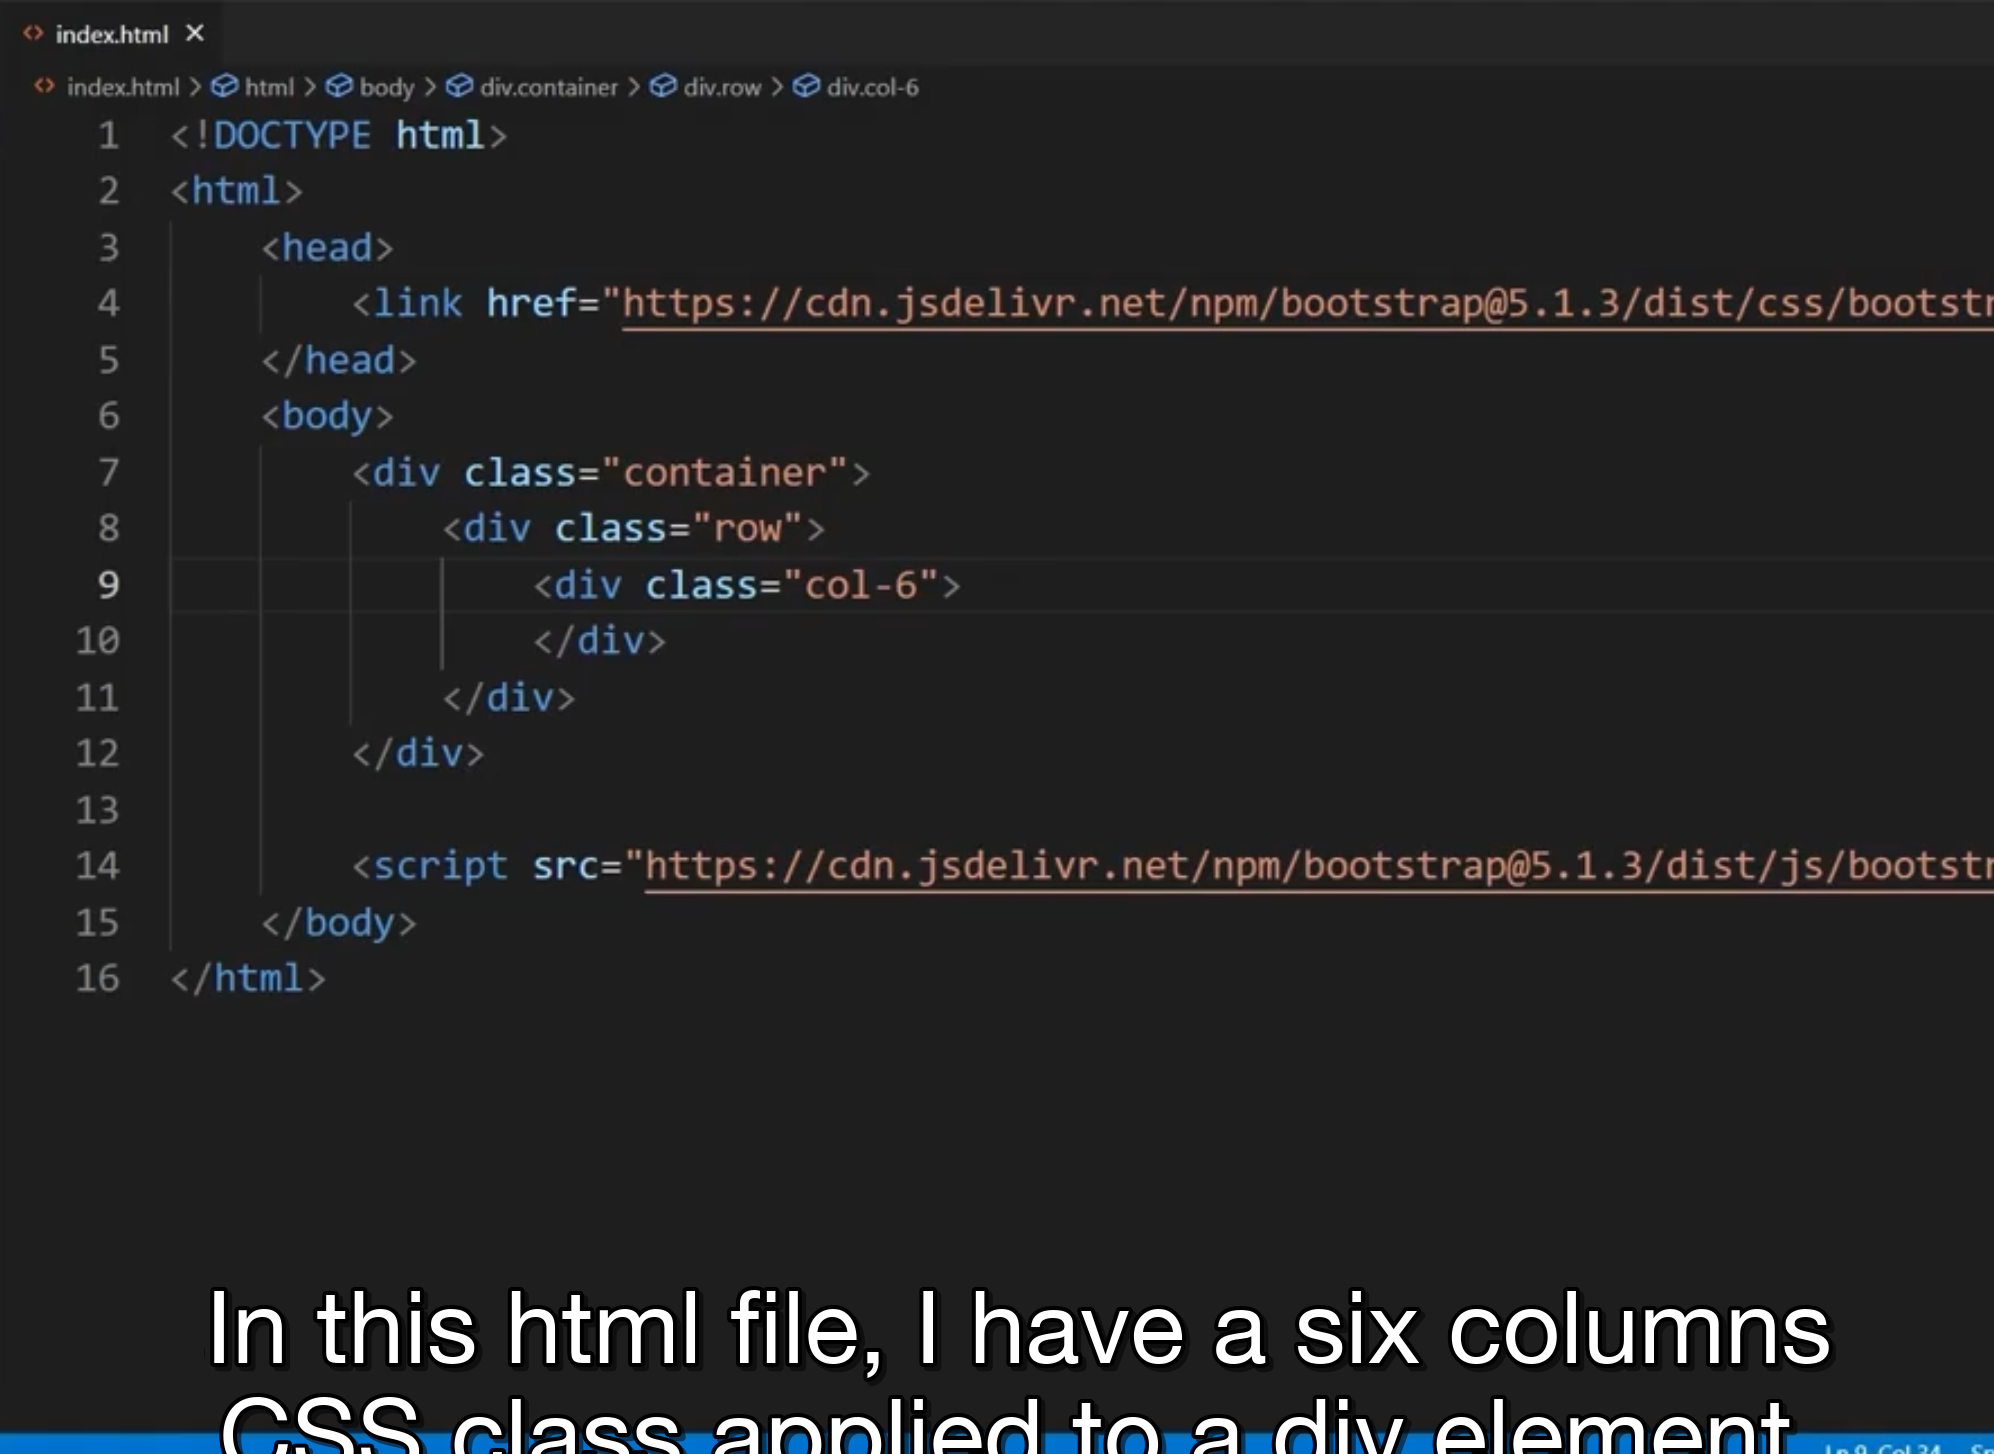 index.html
index.html > html > body > div.container > div.row > div.col-6
1 <!DOCTYPE html>
2 <html>
3 <head>
4 <link href="https://cdn.jsdelivr.net/npm/bootstrap@5.1.3/dist/css/bootstr
5 </head>
6 <body>
7 <div class="container">
8 <div class="row">
9 <div class="col-6">
10 </div>
11 </div>
12 </div>
13
14 <script src="https://cdn.jsdelivr.net/npm/bootstrap@5.1.3/dist/js/bootstr
15 </body>
16 </html>
In this html file, I have a six columns
CSS class applied to a div element
Ln 9, Col 34